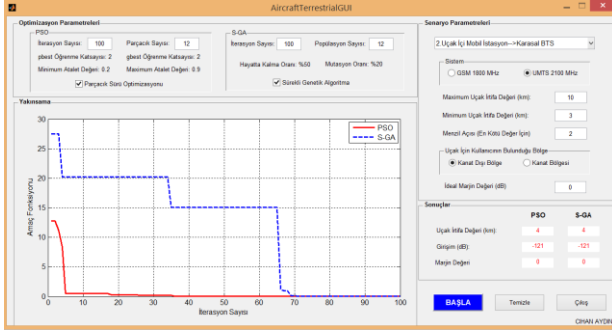 AircraftTerrestrialGUI
Optimizasyon Parametreleri
PSO
İterasyon Sayısı: 100 Parçacık Sayısı: 12
pbest Öğrenme Katsayısı: 2 gbest Öğrenme Katsayısı: 2
Minimum Atalet Değeri: 0.2 Maximum Atalet Değeri: 0.9
Parçacık Sürü Optimizasyonu
S-GA
İterasyon Sayısı: 100 Popülasyon Sayısı: 12
Hayatta Kalma Oranı: %50 Mutasyon Oranı: %20
Sürekli Genetik Algoritma
Yakınsama
Amaç Fonksiyonu
30
25
20
15
10
5
0
0 10 20 30 40 50 60 70 80 90 100
İterasyon Sayısı
PSO
S-GA
Senaryo Parametreleri
2.Uçak İçi Mobil İstasyon-->Karasal BTS
Sistem
GSM 1800 MHz UMTS 2100 MHz
Maximum Uçak İrtifa Değeri (km): 10
Minimum Uçak İrtifa Değeri (km): 3
Menzil Açısı (En Kötü Değer İçin): 2
Uçak İçin Kullanıcının Bulunduğu Bölge
Kanat Dışı Bölge Kanat Bölgesi
İdeal Marjin Değeri (dB) 0
Sonuçlar
PSO S-GA
Uçak İrtifa Değeri (km): 4 4
Girişim (dB): -121 -121
Marjin Değeri 0 0
BAŞLA Temizle Çıkış
CİHAN AYDIN